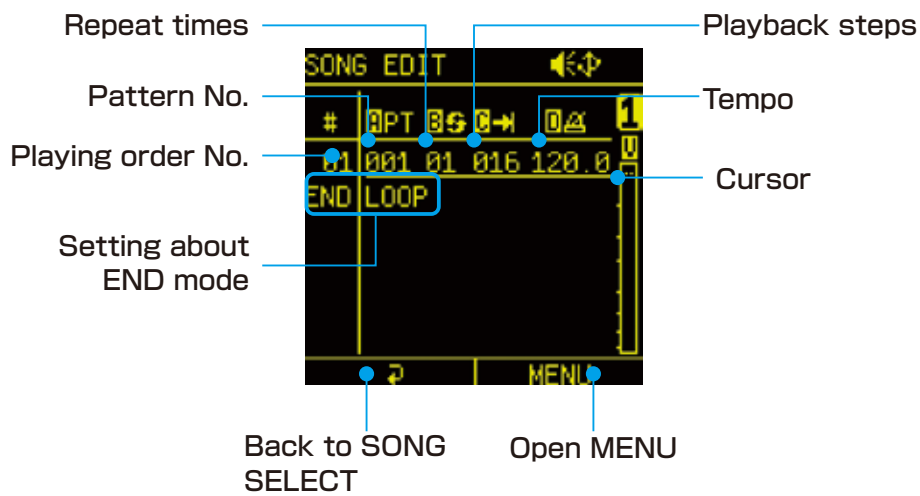 Repeat times
Playback steps
SONG EDIT
Pattern No.
Tempo
# A PT B C D 1
Playing order No.
01 001 01 016 120.0 U
Cursor
END LOOP
Setting about
END mode
MENU
Back to SONG
SELECT
Open MENU